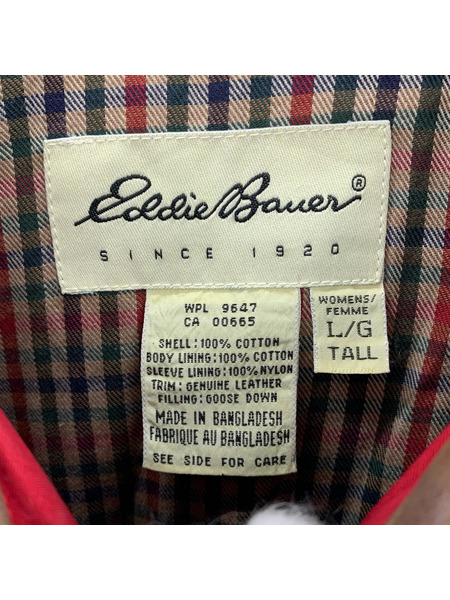 Eddie Bauer®
SINCE 1920
WPL 9647
CA 00665
SHELL:100% COTTON
BODY LINING:100% COTTON
SLEEVE LINING:100% NYLON
TRIM: GENUINE LEATHER
FILLING:GOOSE DOWN
MADE IN BANGLADESH
FABRIQUE AU BANGLADESH
SEE SIDE FOR CARE
WOMENS/
FEMME
L/G
TALL